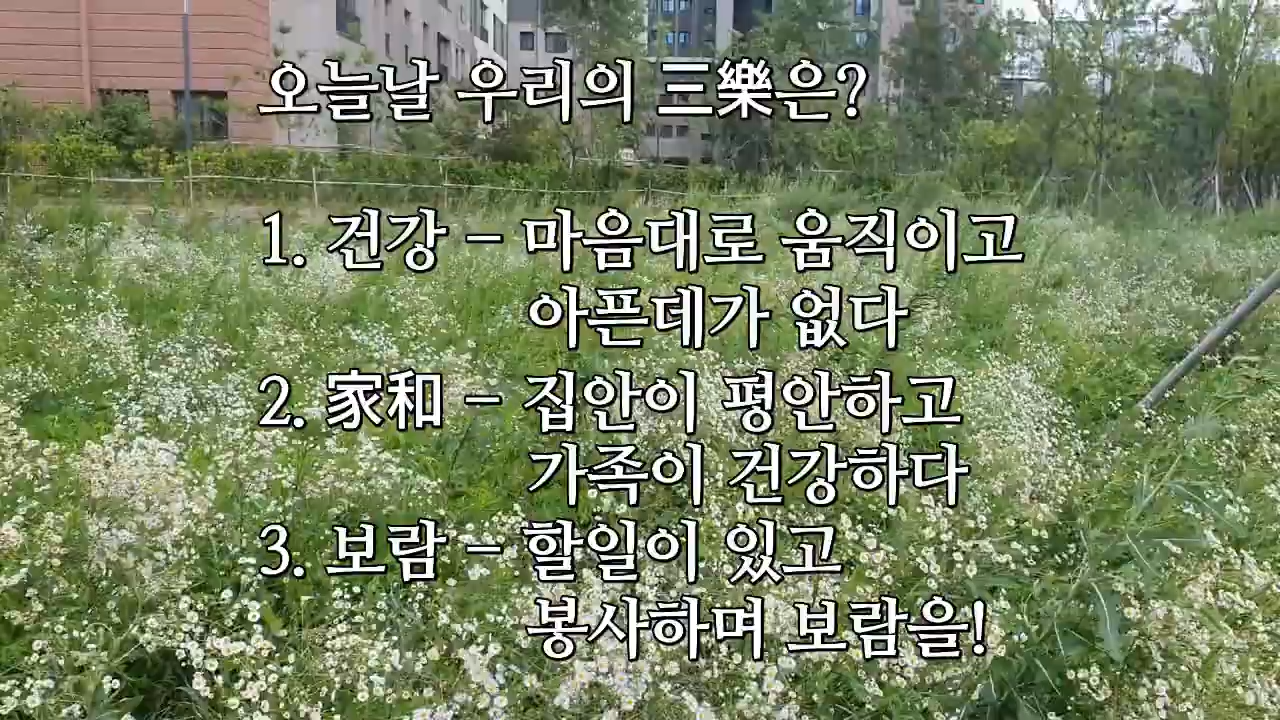 오늘날 우리의 三樂은?
1. 건강 - 마음대로 움직이고
아픈데가 없다
2. 家和 - 집안이 평안하고
가족이 건강하다
3. 보람 - 할일이 있고
봉사하며 보람을!